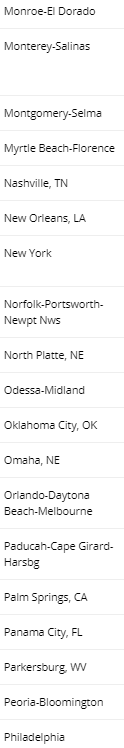 Monroe-El Dorado
Monterey-Salinas
Montgomery-Selma
Myrtle Beach-Florence
Nashville, TN
New Orleans, LA
New York
Norfolk-Portsworth-
Newpt Nws
North Platte, NE
Odessa-Midland
Oklahoma City, OK
Omaha, NE
Orlando-Daytona
Beach-Melbourne
Paducah-Cape Girard-
Harsbg
Palm Springs, CA
Panama City, FL
Parkersburg, WV
Peoria-Bloomington
Philadelphia